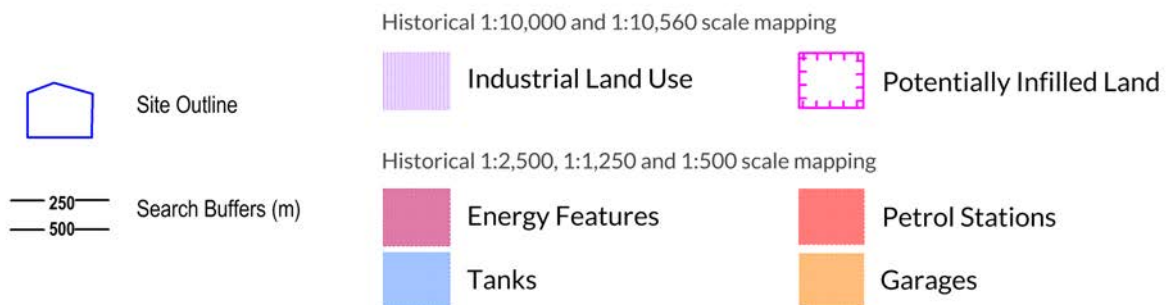 Historical 1:10,000 and 1:10,560 scale mapping
Industrial Land Use
Potentially Infilled Land
Site Outline
Historical 1:2,500, 1:1,250 and 1:500 scale mapping
250
500
Search Buffers (m)
Energy Features
Petrol Stations
Tanks
Garages